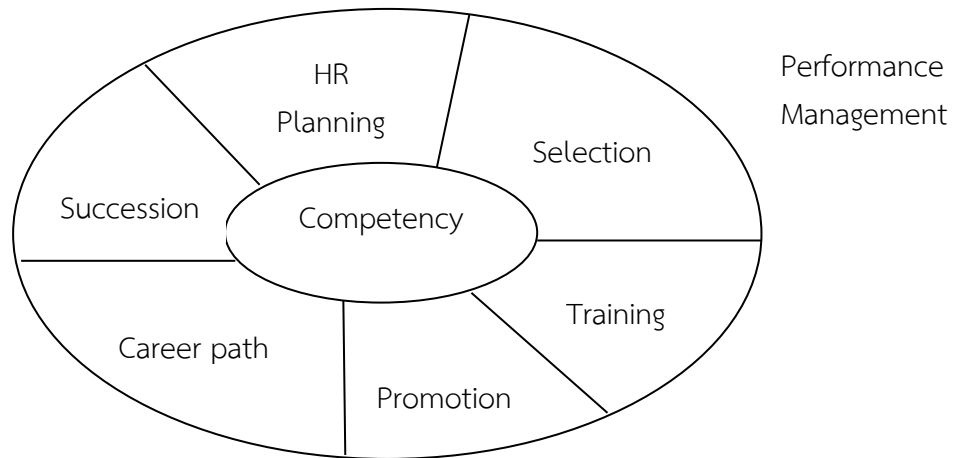 HR
Planning
Performance
Management
Selection
Succession
Competency
Training
Career path
Promotion